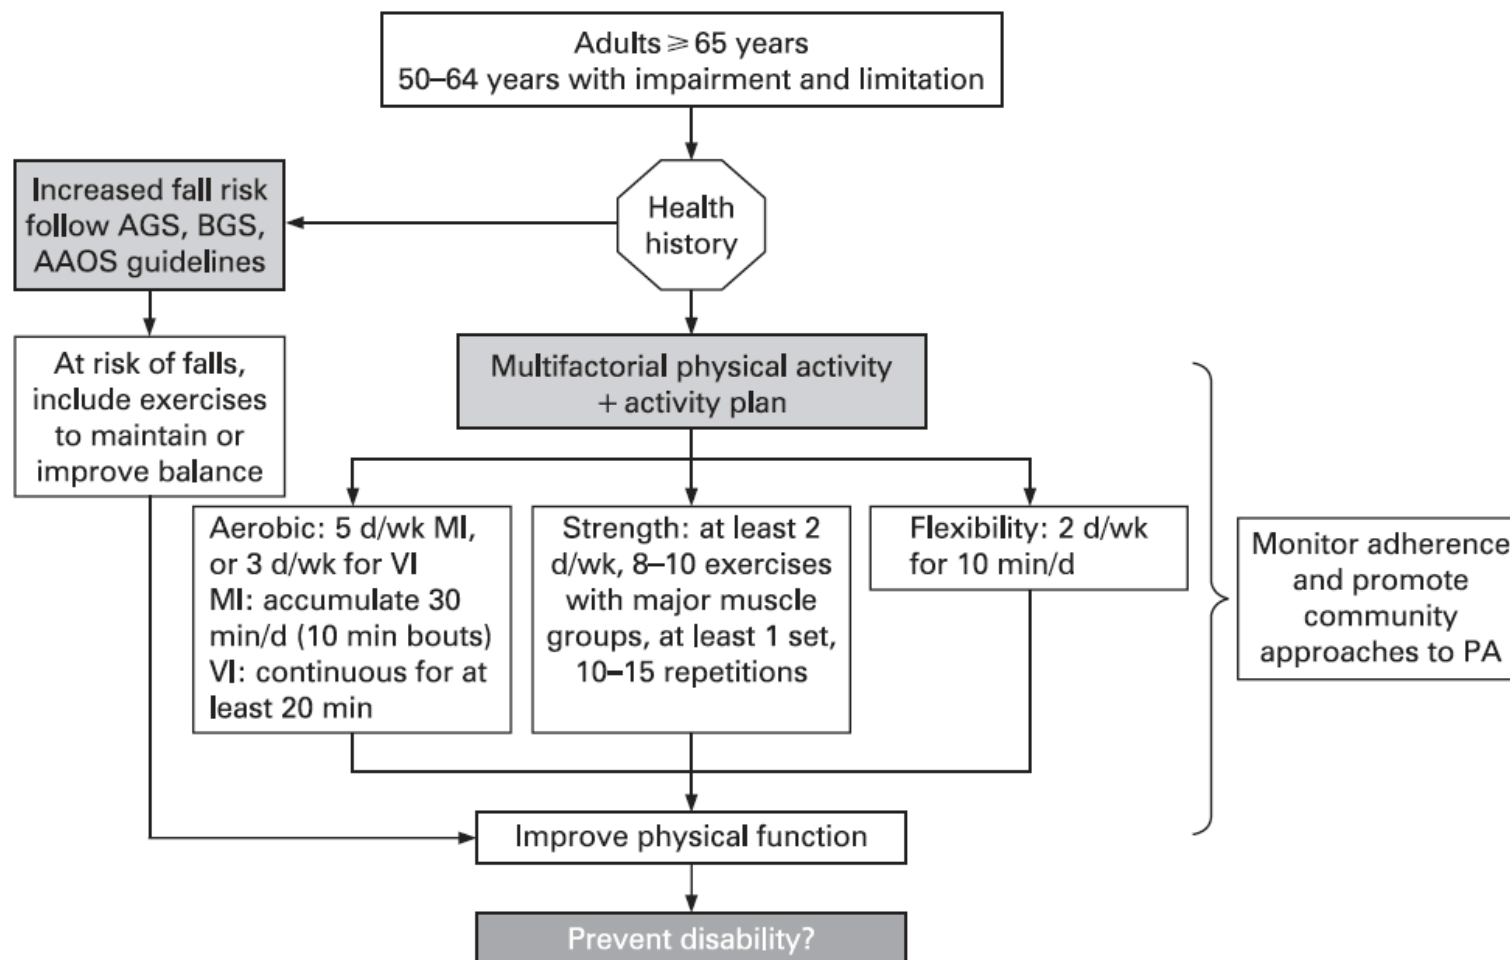 Adults ⩾ 65 years
50–64 years with impairment and limitation
Health
history
Increased fall risk
follow AGS, BGS,
AAOS guidelines
At risk of falls,
include exercises
to maintain or
improve balance
Multifactorial physical activity
+ activity plan
Aerobic: 5 d/wk MI,
or 3 d/wk for VI
MI: accumulate 30
min/d (10 min bouts)
VI: continuous for at
least 20 min
Strength: at least 2
d/wk, 8–10 exercises
with major muscle
groups, at least 1 set,
10–15 repetitions
Flexibility: 2 d/wk
for 10 min/d
Monitor adherence
and promote
community
approaches to PA
Improve physical function
Prevent disability?